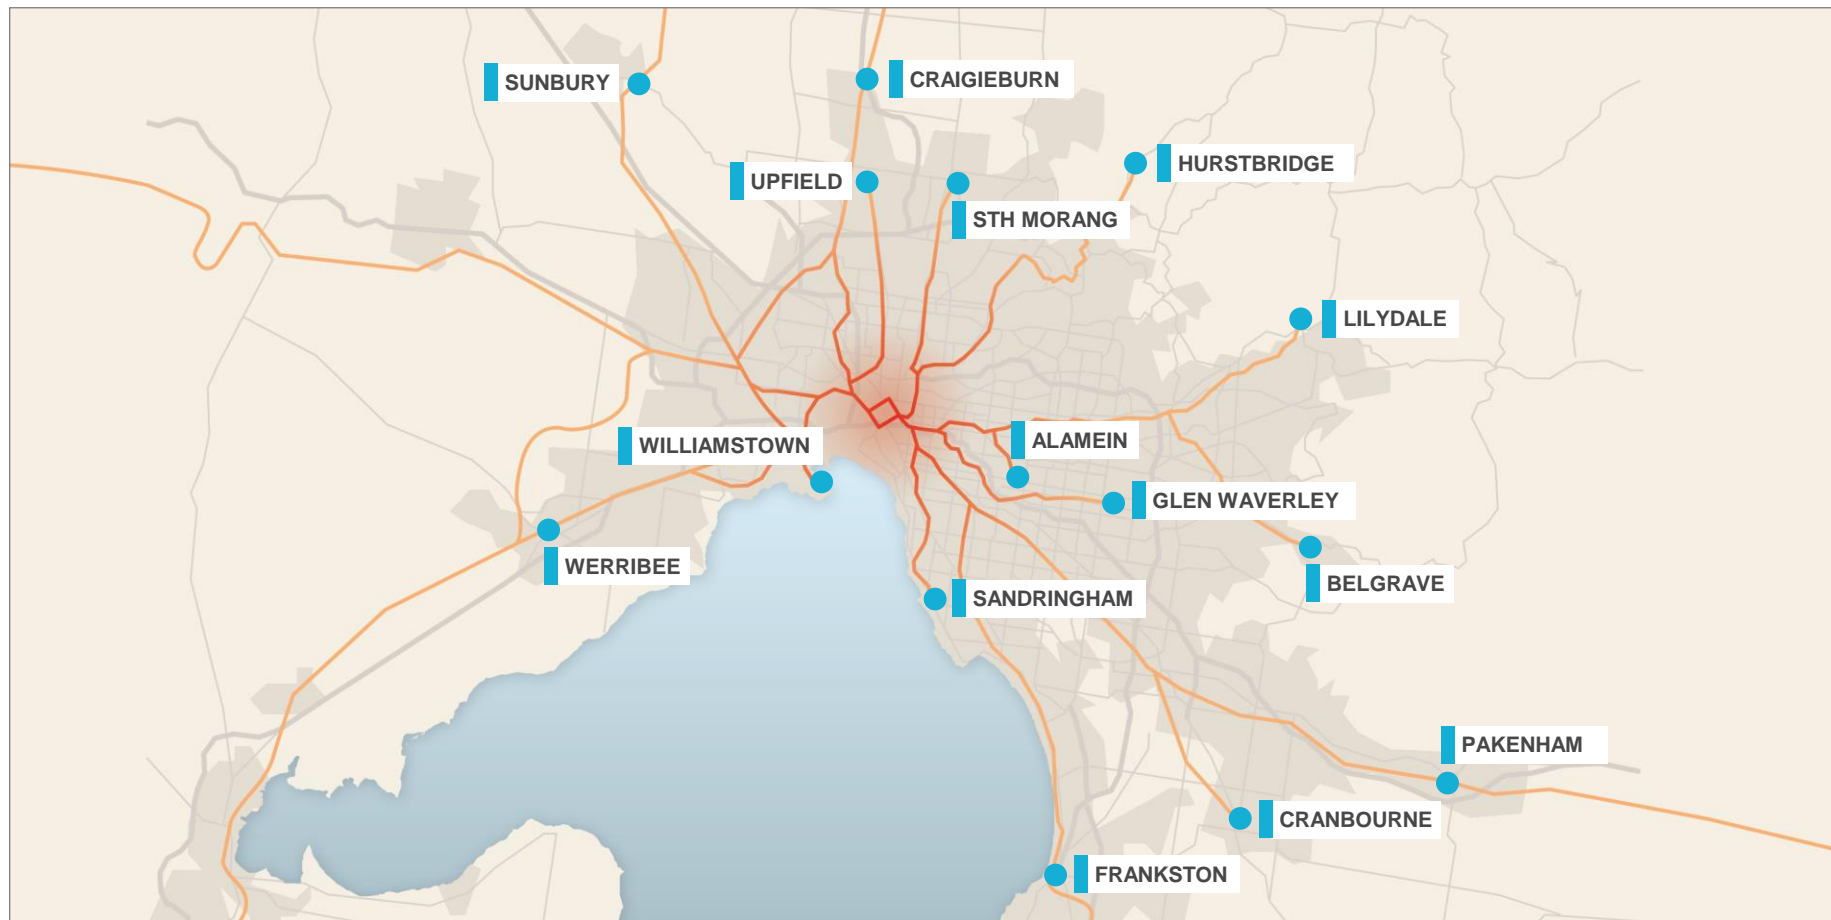 SUNBURY
CRAIGIEBURN
HURSTBRIDGE
UPFIELD
STH MORANG
LILYDALE
ALAMEIN
WILLIAMSTOWN
GLEN WAVERLEY
WERRIBEE
BELGRAVE
SANDRINGHAM
PAKENHAM
CRANBOURNE
FRANKSTON